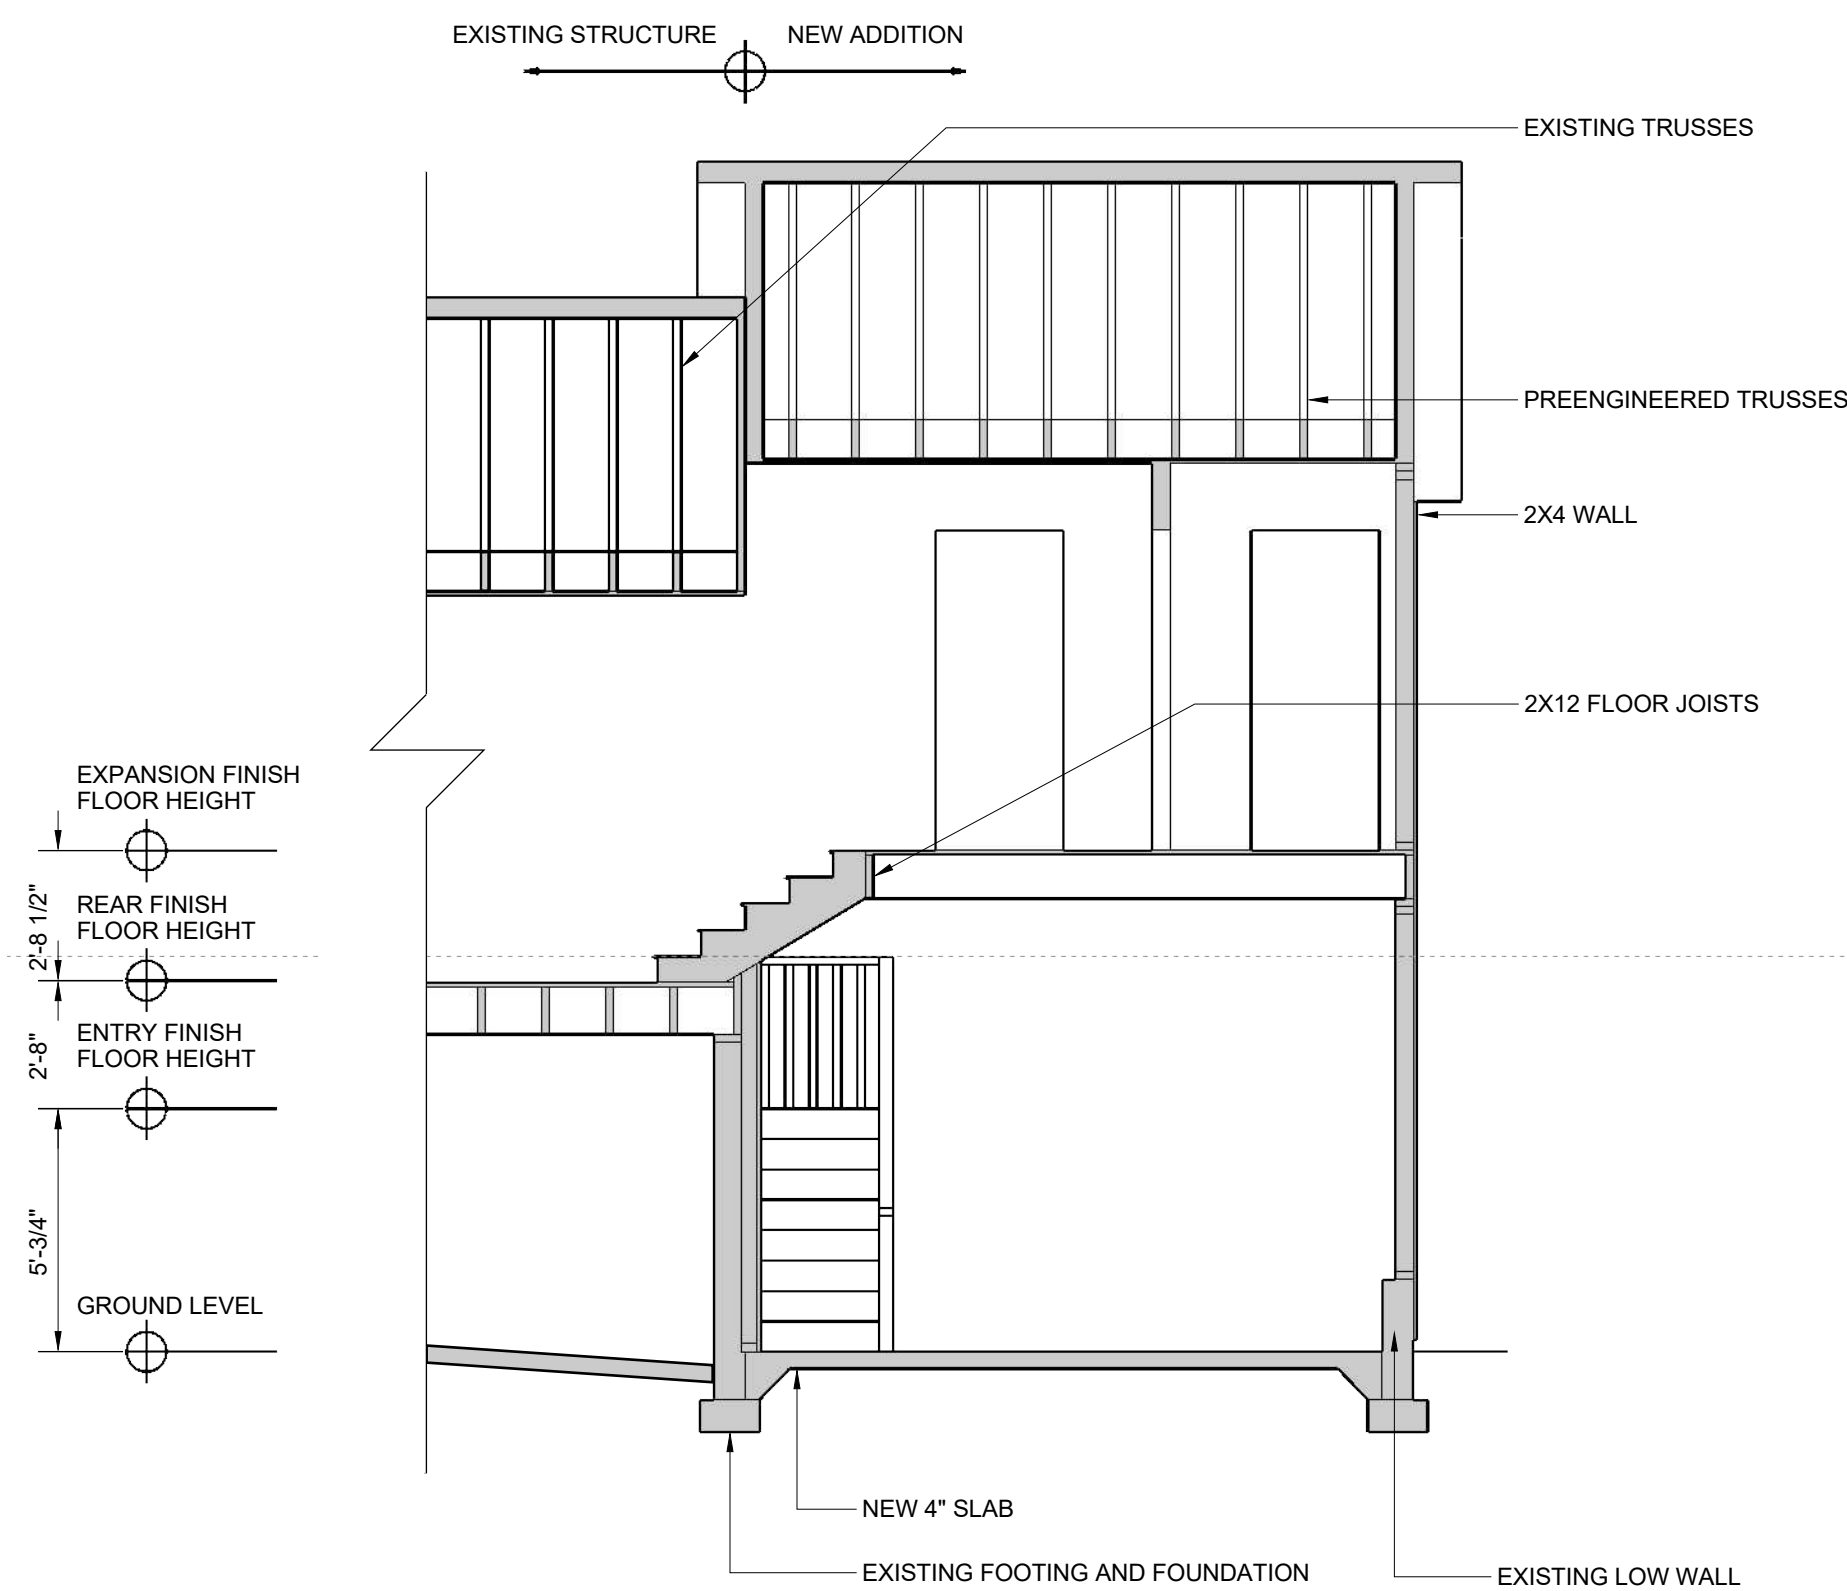 EXISTING STRUCTURE
NEW ADDITION
EXISTING TRUSSES
PREENGINEERED TRUSSES
2X4 WALL
2X12 FLOOR JOISTS
EXPANSION FINISH
FLOOR HEIGHT
2'-8 1/2"
REAR FINISH
FLOOR HEIGHT
2'-8"
ENTRY FINISH
FLOOR HEIGHT
5'-3/4"
GROUND LEVEL
NEW 4" SLAB
EXISTING FOOTING AND FOUNDATION
EXISTING LOW WALL